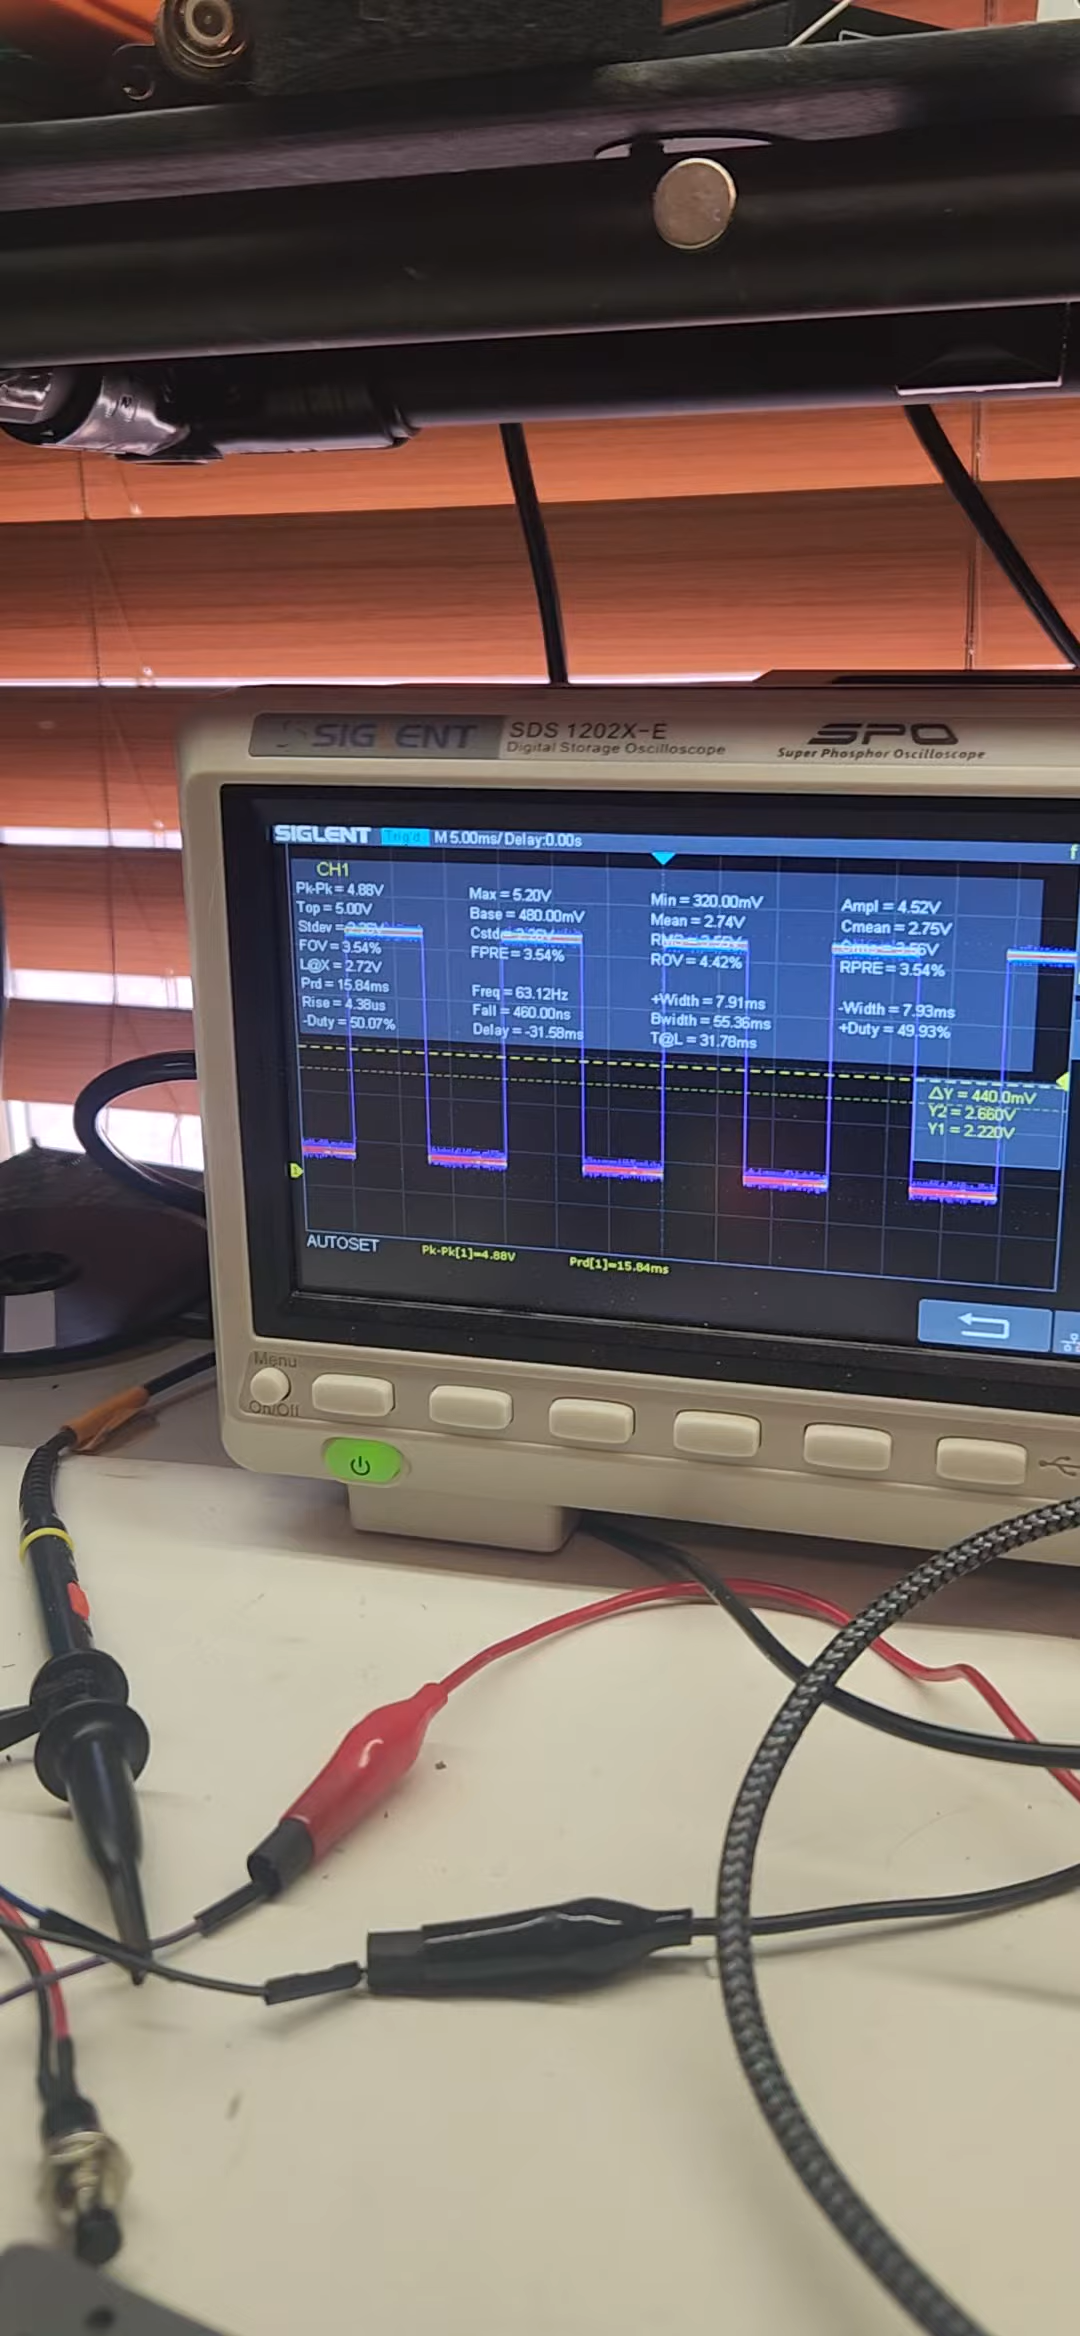 SIGLENT SDS 1202X-E SPO
Digital Storage Oscilloscope Super Phosphor Oscilloscope
SIGLENT Trig'd M 5.00ms/ Delay:0.00s f
CH1
Pk-Pk = 4.88V Max = 5.20V Min = 320.00mV Ampl = 4.52V
Top = 5.00V Base = 480.00mV Mean = 2.74V Cmean = 2.75V
Stdev Cstd
FOV = 3.54% FPRE = 3.54% ROV = 4.42% RPRE = 3.54%
L@X = 2.72V
Prd = 15.84ms Freq = 63.12Hz +Width = 7.91ms -Width = 7.93ms
Rise = 4.38us Fall = 460.00ns Bwidth = 55.36ms +Duty = 49.93%
-Duty = 50.07% Delay = -31.58ms T@L = 31.78ms
ΔY = 440.0mV
Y2 = 2.660V
Y1 = 2.220V
AUTOSET Pk-Pk[1]=4.88V Prd[1]=15.84ms
Menu
On/Off